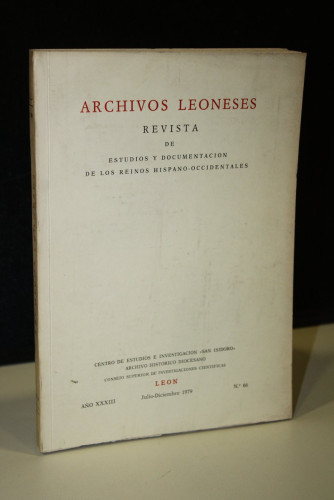 ARCHIVOS LEONESES
REVISTA
DE
ESTUDIOS Y DOCUMENTACION
DE LOS REINOS HISPANO-OCCIDENTALES
CENTRO DE ESTUDIOS E INVESTIGACION «SAN ISIDORO»
ARCHIVO HISTORICO DIOCESANO
CONSEJO SUPERIOR DE INVESTIGACIONES CIENTIFICAS
LEON
AÑO XXXIII Julio-Diciembre 1979 N.º 66